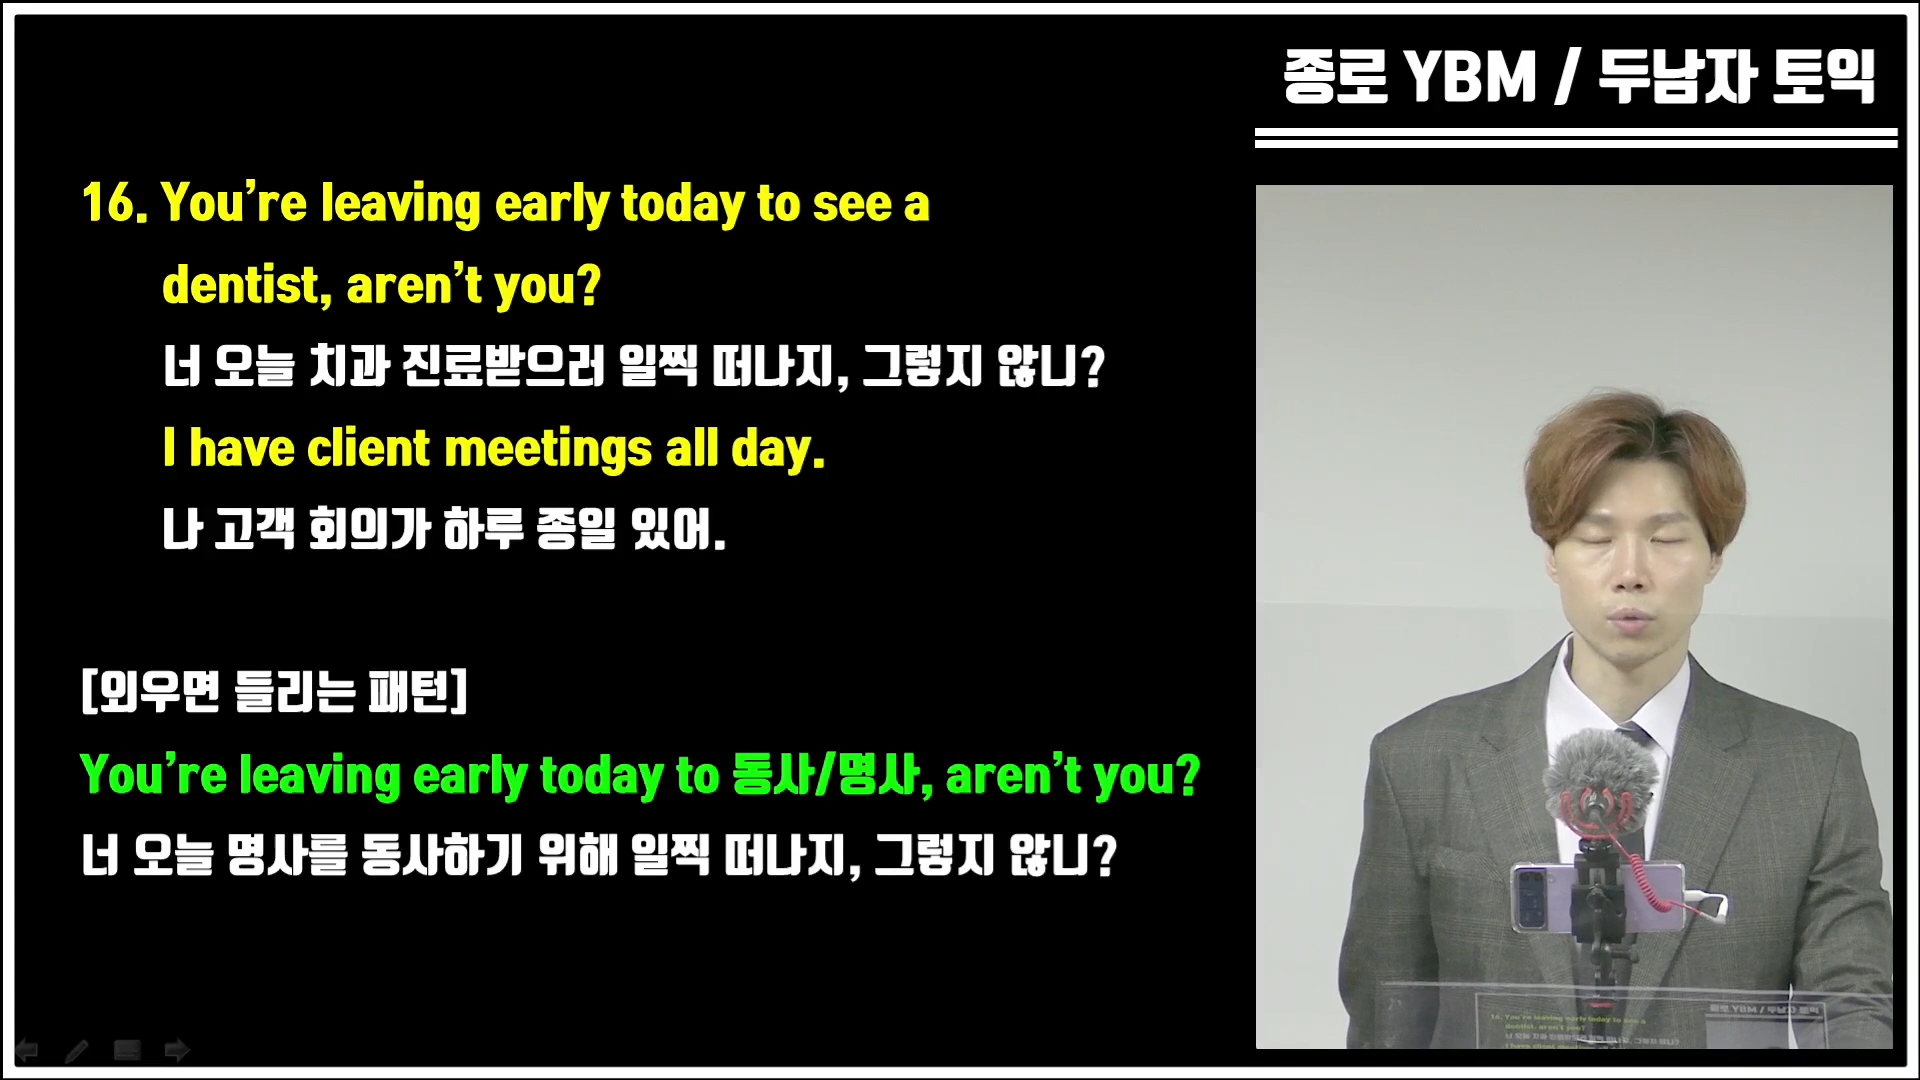 종로 YBM / 두남자 토익
16. You’re leaving early today to see a
dentist, aren’t you?
너 오늘 치과 진료받으러 일찍 떠나지, 그렇지 않니?
I have client meetings all day.
나 고객 회의가 하루 종일 있어.
[외우면 들리는 패턴]
You’re leaving early today to 동사/명사, aren’t you?
너 오늘 명사를 동사하기 위해 일찍 떠나지, 그렇지 않니?